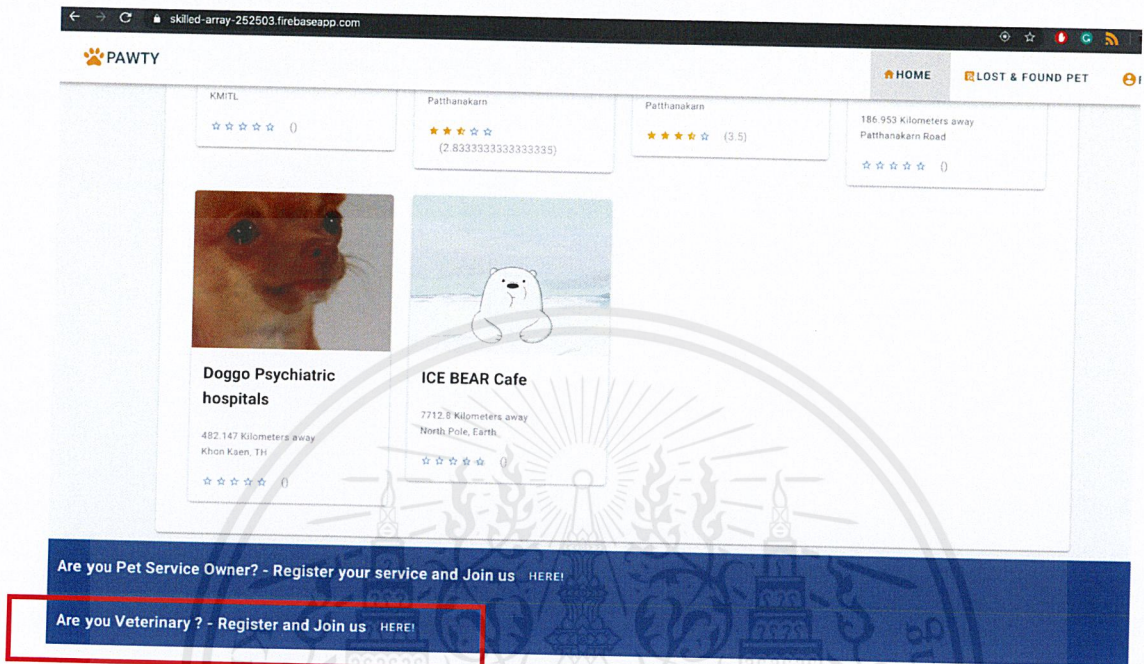 skilled-array-252503.firebaseapp.com
PAWTY
HOME
LOST & FOUND PET
KMITL
()
Patthanakarn
(2.8333333333333335)
Patthanakarn
(3.5)
186.953 Kilometers away
Patthanakarn Road
()
Doggo Psychiatric
hospitals
482.147 Kilometers away
Khon Kaen, TH
()
ICE BEAR Cafe
7712.8 Kilometers away
North Pole, Earth
()
Are you Pet Service Owner? - Register your service and Join us HERE!
Are you Veterinary ? - Register and Join us HERE!